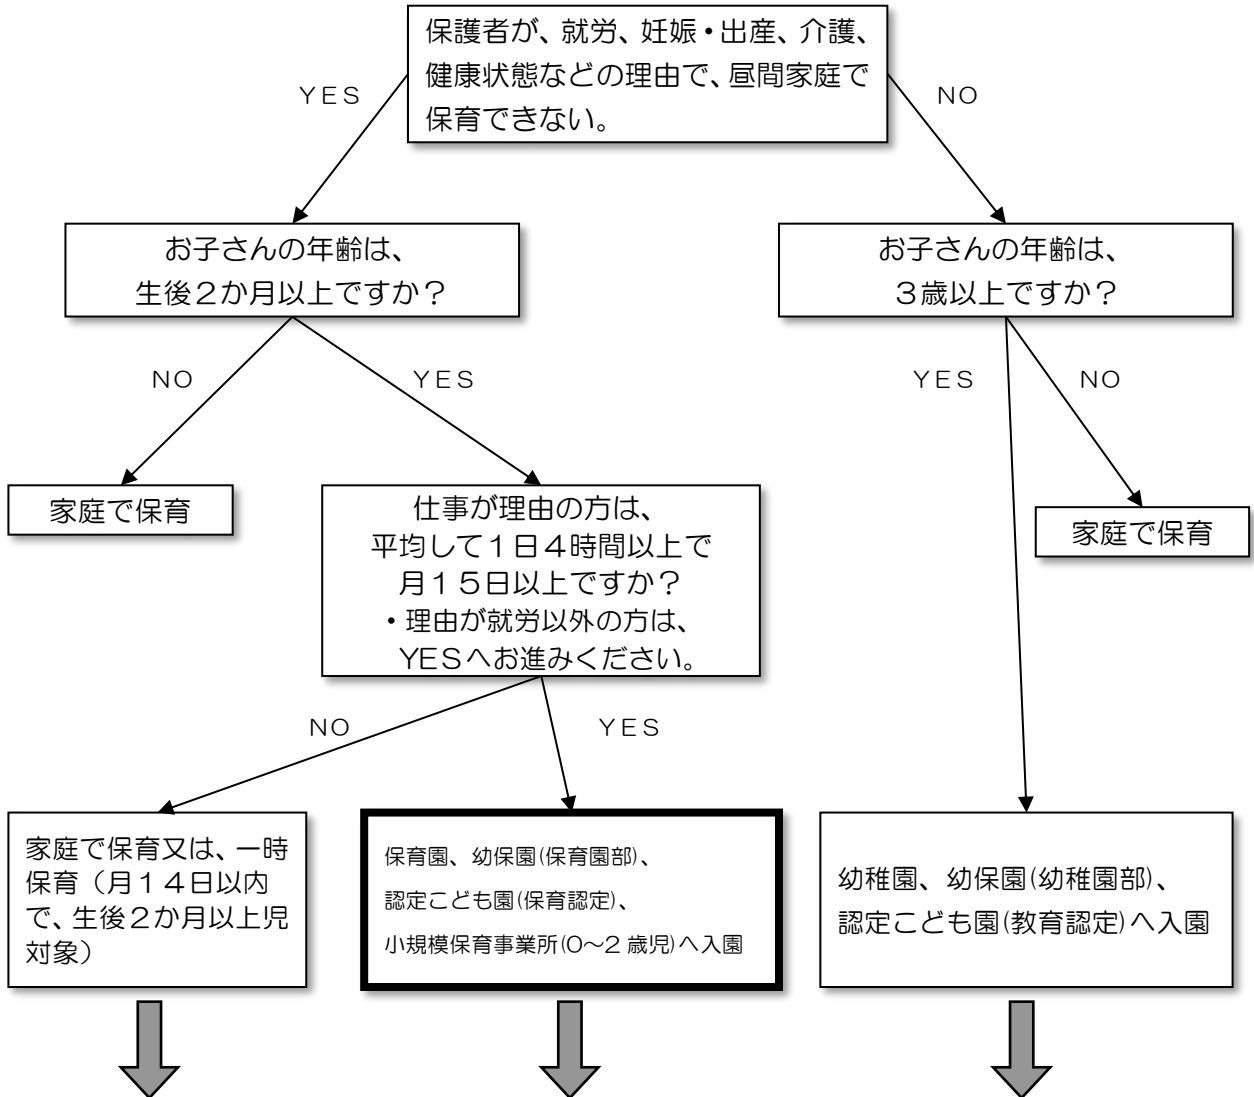 保護者が、就労、妊娠・出産、介護、
健康状態などの理由で、昼間家庭で
保育できない。
YES
NO
お子さんの年齢は、
生後２か月以上ですか？
お子さんの年齢は、
３歳以上ですか？
NO
YES
YES
NO
家庭で保育
仕事が理由の方は、
平均して１日４時間以上で
月１５日以上ですか？
・理由が就労以外の方は、
YESへお進みください。
家庭で保育
NO
YES
家庭で保育又は、一時
保育（月１４日以内
で、生後２か月以上児
対象）
保育園、幼保園(保育園部)、
認定こども園(保育認定)、
小規模保育事業所(0～2 歳児)へ入園
幼稚園、幼保園(幼稚園部)、
認定こども園(教育認定)へ入園